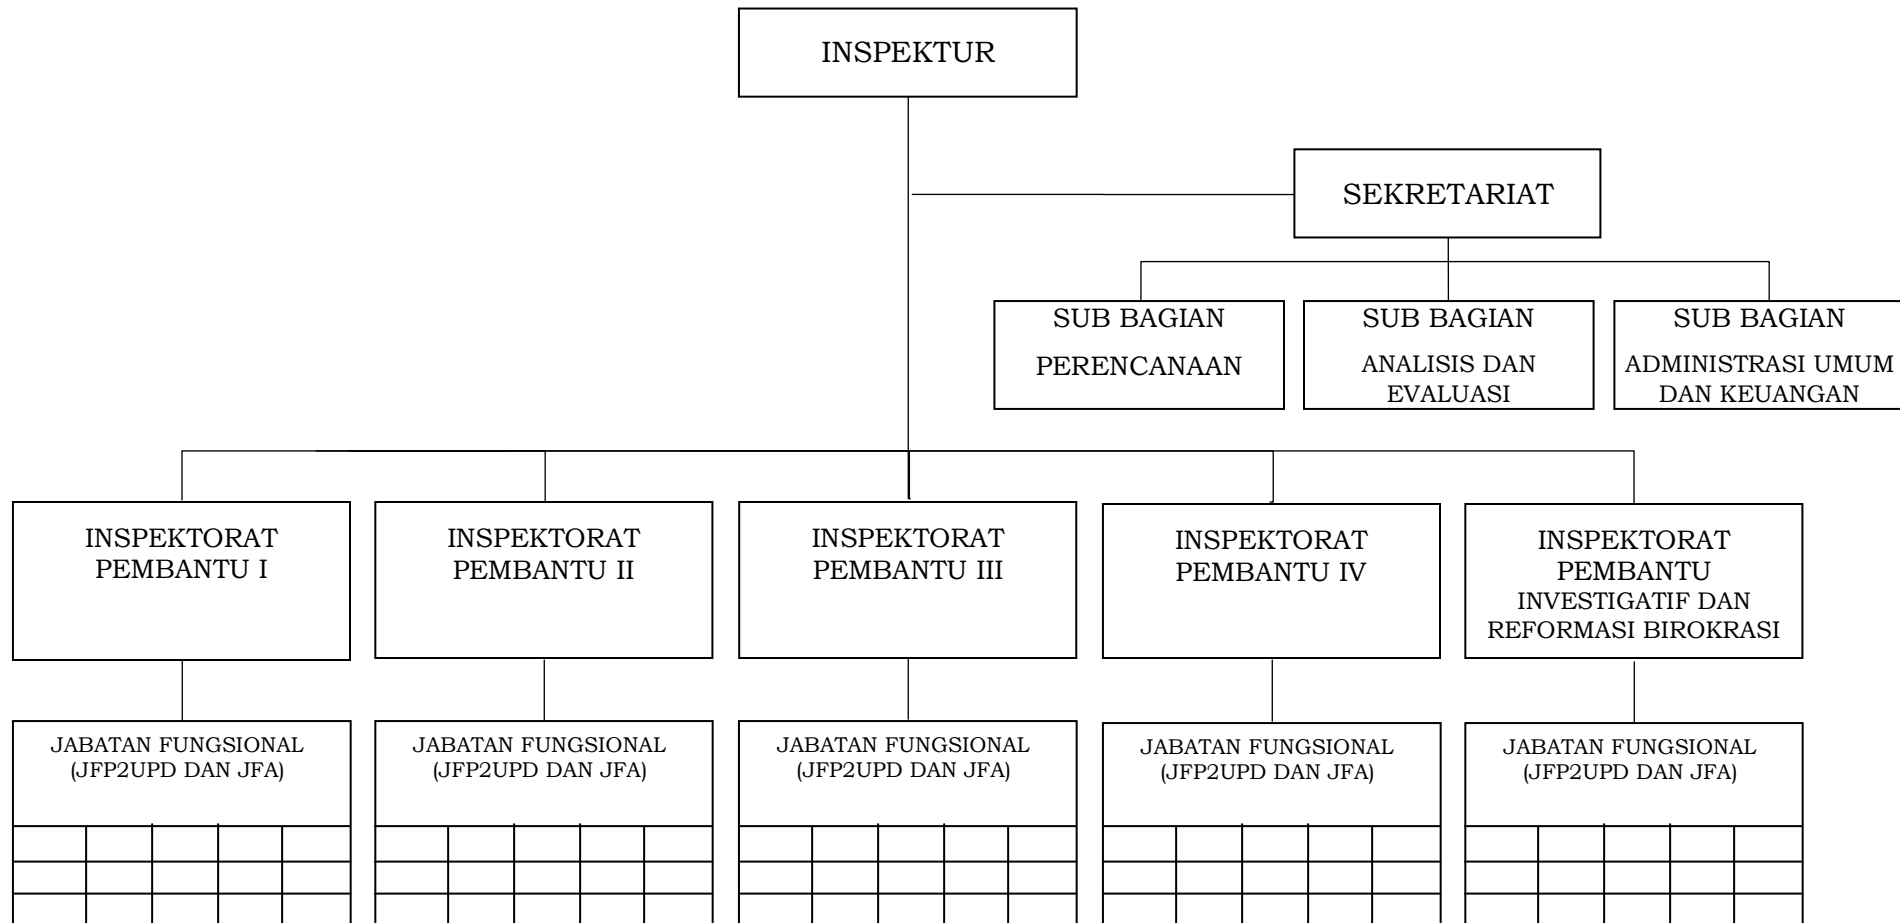 INSPEKTUR
SEKRETARIAT
SUB BAGIAN
PERENCANAAN
SUB BAGIAN
ANALISIS DAN
EVALUASI
SUB BAGIAN
ADMINISTRASI UMUM
DAN KEUANGAN
INSPEKTORAT
PEMBANTU I
INSPEKTORAT
PEMBANTU II
INSPEKTORAT
PEMBANTU III
INSPEKTORAT
PEMBANTU IV
INSPEKTORAT
PEMBANTU
INVESTIGATIF DAN
REFORMASI BIROKRASI
JABATAN FUNGSIONAL
(JFP2UPD DAN JFA)
JABATAN FUNGSIONAL
(JFP2UPD DAN JFA)
JABATAN FUNGSIONAL
(JFP2UPD DAN JFA)
JABATAN FUNGSIONAL
(JFP2UPD DAN JFA)
JABATAN FUNGSIONAL
(JFP2UPD DAN JFA)